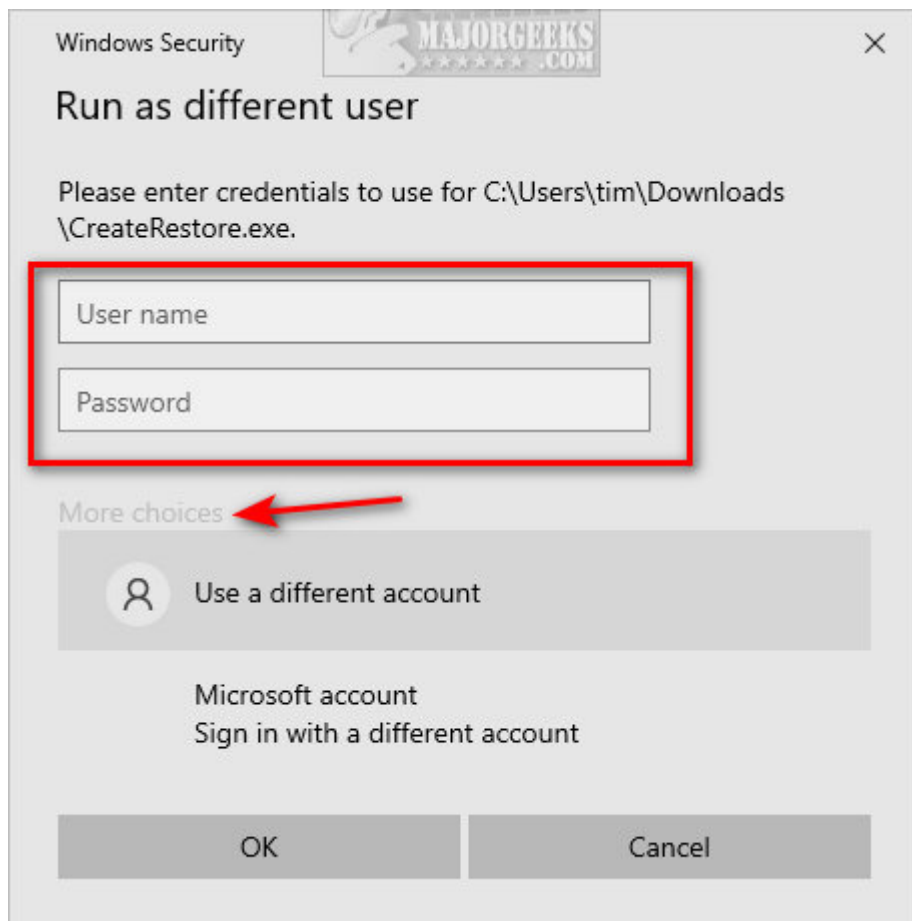 Windows Security
MAJORGEEKS
.COM
Run as different user
Please enter credentials to use for C:\Users\tim\Downloads
\CreateRestore.exe.
User name
Password
More choices
Use a different account
Microsoft account
Sign in with a different account
OK
Cancel